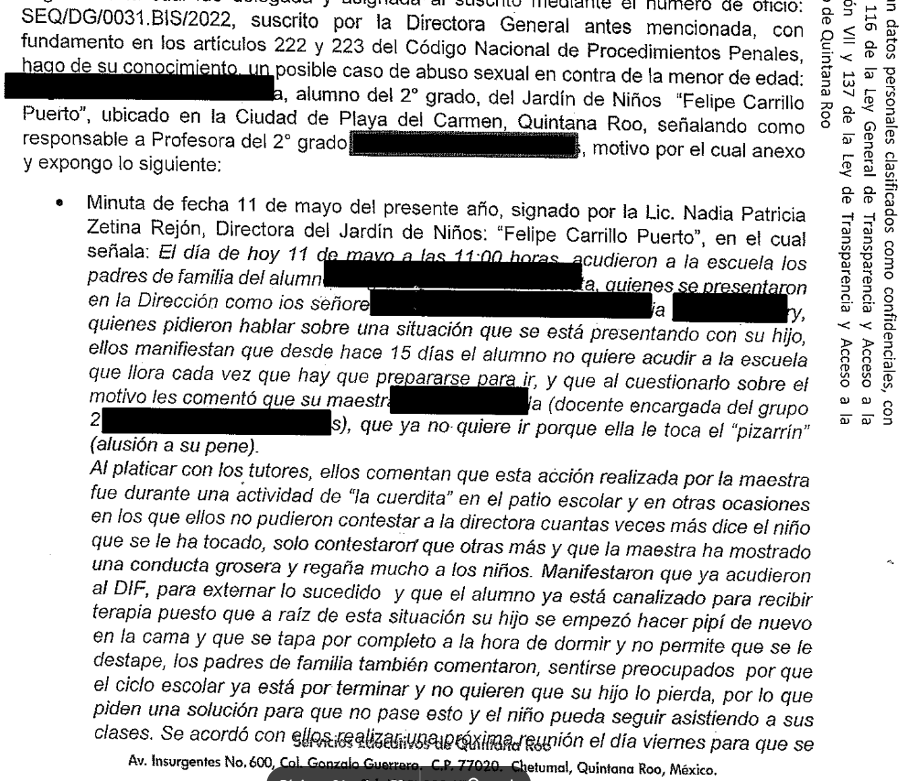 delegada y asignada al suscrito mediante el número de oficio:
SEQ/DG/0031.BIS/2022, suscrito por la Directora General antes mencionada, con
fundamento en los artículos 222 y 223 del Código Nacional de Procedimientos Penales,
hago de su conocimiento, un posible caso de abuso sexual en contra de la menor de edad:
a, alumno del 2° grado, del Jardín de Niños “Felipe Carrillo
Puerto”, ubicado en la Ciudad de Playa del Carmen, Quintana Roo, señalando como
responsable a Profesora del 2° grado s, motivo por el cual anexo
y expongo lo siguiente:
• Minuta de fecha 11 de mayo del presente año, signado por la Lic. Nadia Patricia
Zetina Rejón, Directora del Jardín de Niños: “Felipe Carrillo Puerto”, en el cual
señala: El día de hoy 11 de mayo a las 11:00 horas, acudieron a la escuela los
padres de familia del alumn ta, quienes se presentaron
en la Dirección como los señore ia ry,
quienes pidieron hablar sobre una situación que se está presentando con su hijo,
ellos manifiestan que desde hace 15 días el alumno no quiere acudir a la escuela
que llora cada vez que hay que prepararse para ir, y que al cuestionarlo sobre el
motivo les comentó que su maestra ia (docente encargada del grupo
2 s), que ya no quiere ir porque ella le toca el “pizarrín”
(alusión a su pene).
Al platicar con los tutores, ellos comentan que esta acción realizada por la maestra
fue durante una actividad de “la cuerdita” en el patio escolar y en otras ocasiones
en los que ellos no pudieron contestar a la directora cuantas veces más dice el niño
que se le ha tocado, solo contestaron que otras más y que la maestra ha mostrado
una conducta grosera y regaña mucho a los niños. Manifestaron que ya acudieron
al DIF, para externar lo sucedido y que el alumno ya está canalizado para recibir
terapia puesto que a raíz de esta situación su hijo se empezó hacer pipí de nuevo
en la cama y que se tapa por completo a la hora de dormir y no permite que se le
destape, los padres de familia también comentaron, sentirse preocupados por que
el ciclo escolar ya está por terminar y no quieren que su hijo lo pierda, por lo que
piden una solución para que no pase esto y el niño pueda seguir asistiendo a sus
clases. Se acordó con ellos realizar una próxima reunión el día viernes para que se
Servicios Educativos de Quintana Roo
Av. Insurgentes No. 600, Col. Gonzalo Guerrero. C.P. 77020. Chetumal, Quintana Roo, México.
n datos personales clasificados como confidenciales, con
116 de la Ley General de Transparencia y Acceso a la
ón VII y 137 de la Ley de Transparencia y Acceso a la
de Quintana Roo